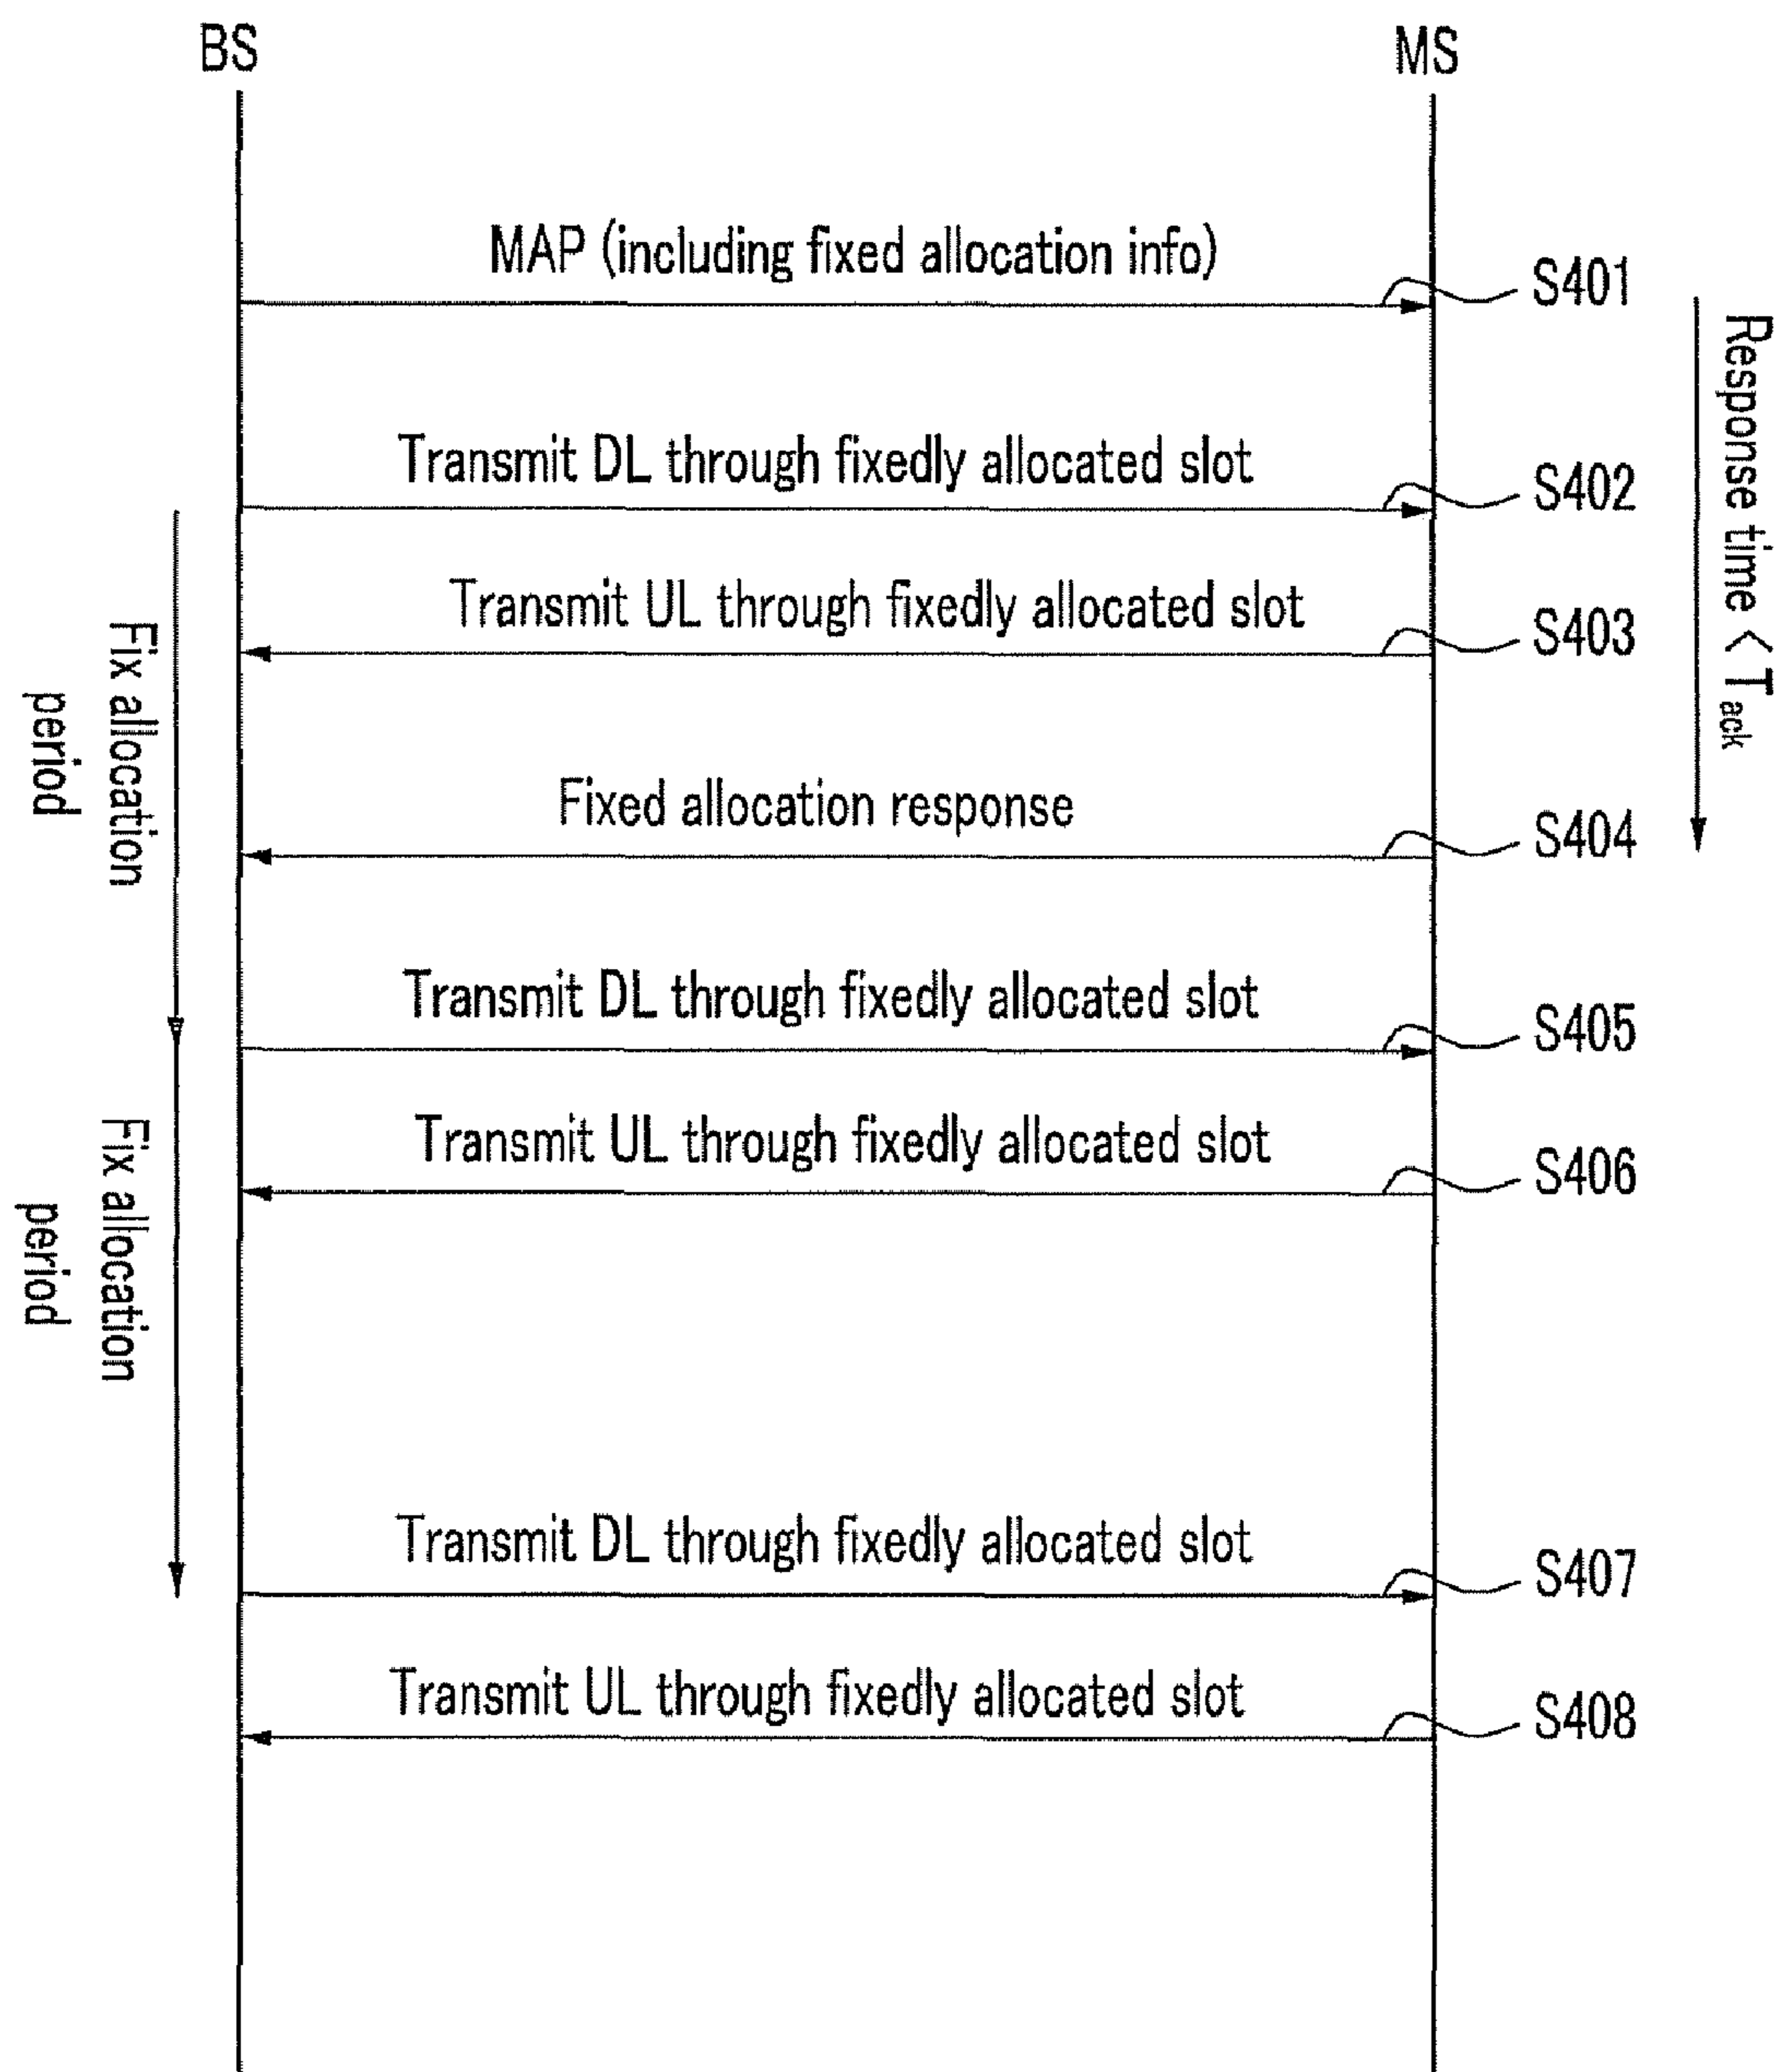 BS
MS
MAP (including fixed allocation info)
S401
Response time < T ack
Transmit DL through fixedly allocated slot
S402
Transmit UL through fixedly allocated slot
S403
Fix allocation
period
Fixed allocation response
S404
Transmit DL through fixedly allocated slot
S405
Transmit UL through fixedly allocated slot
S406
Fix allocation
period
Transmit DL through fixedly allocated slot
S407
Transmit UL through fixedly allocated slot
S408